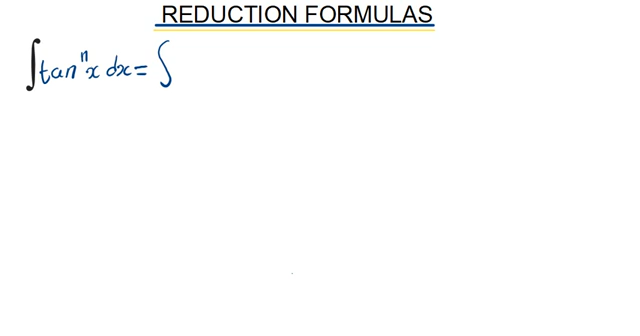 REDUCTION FORMULAS
∫tanⁿx dx = ∫